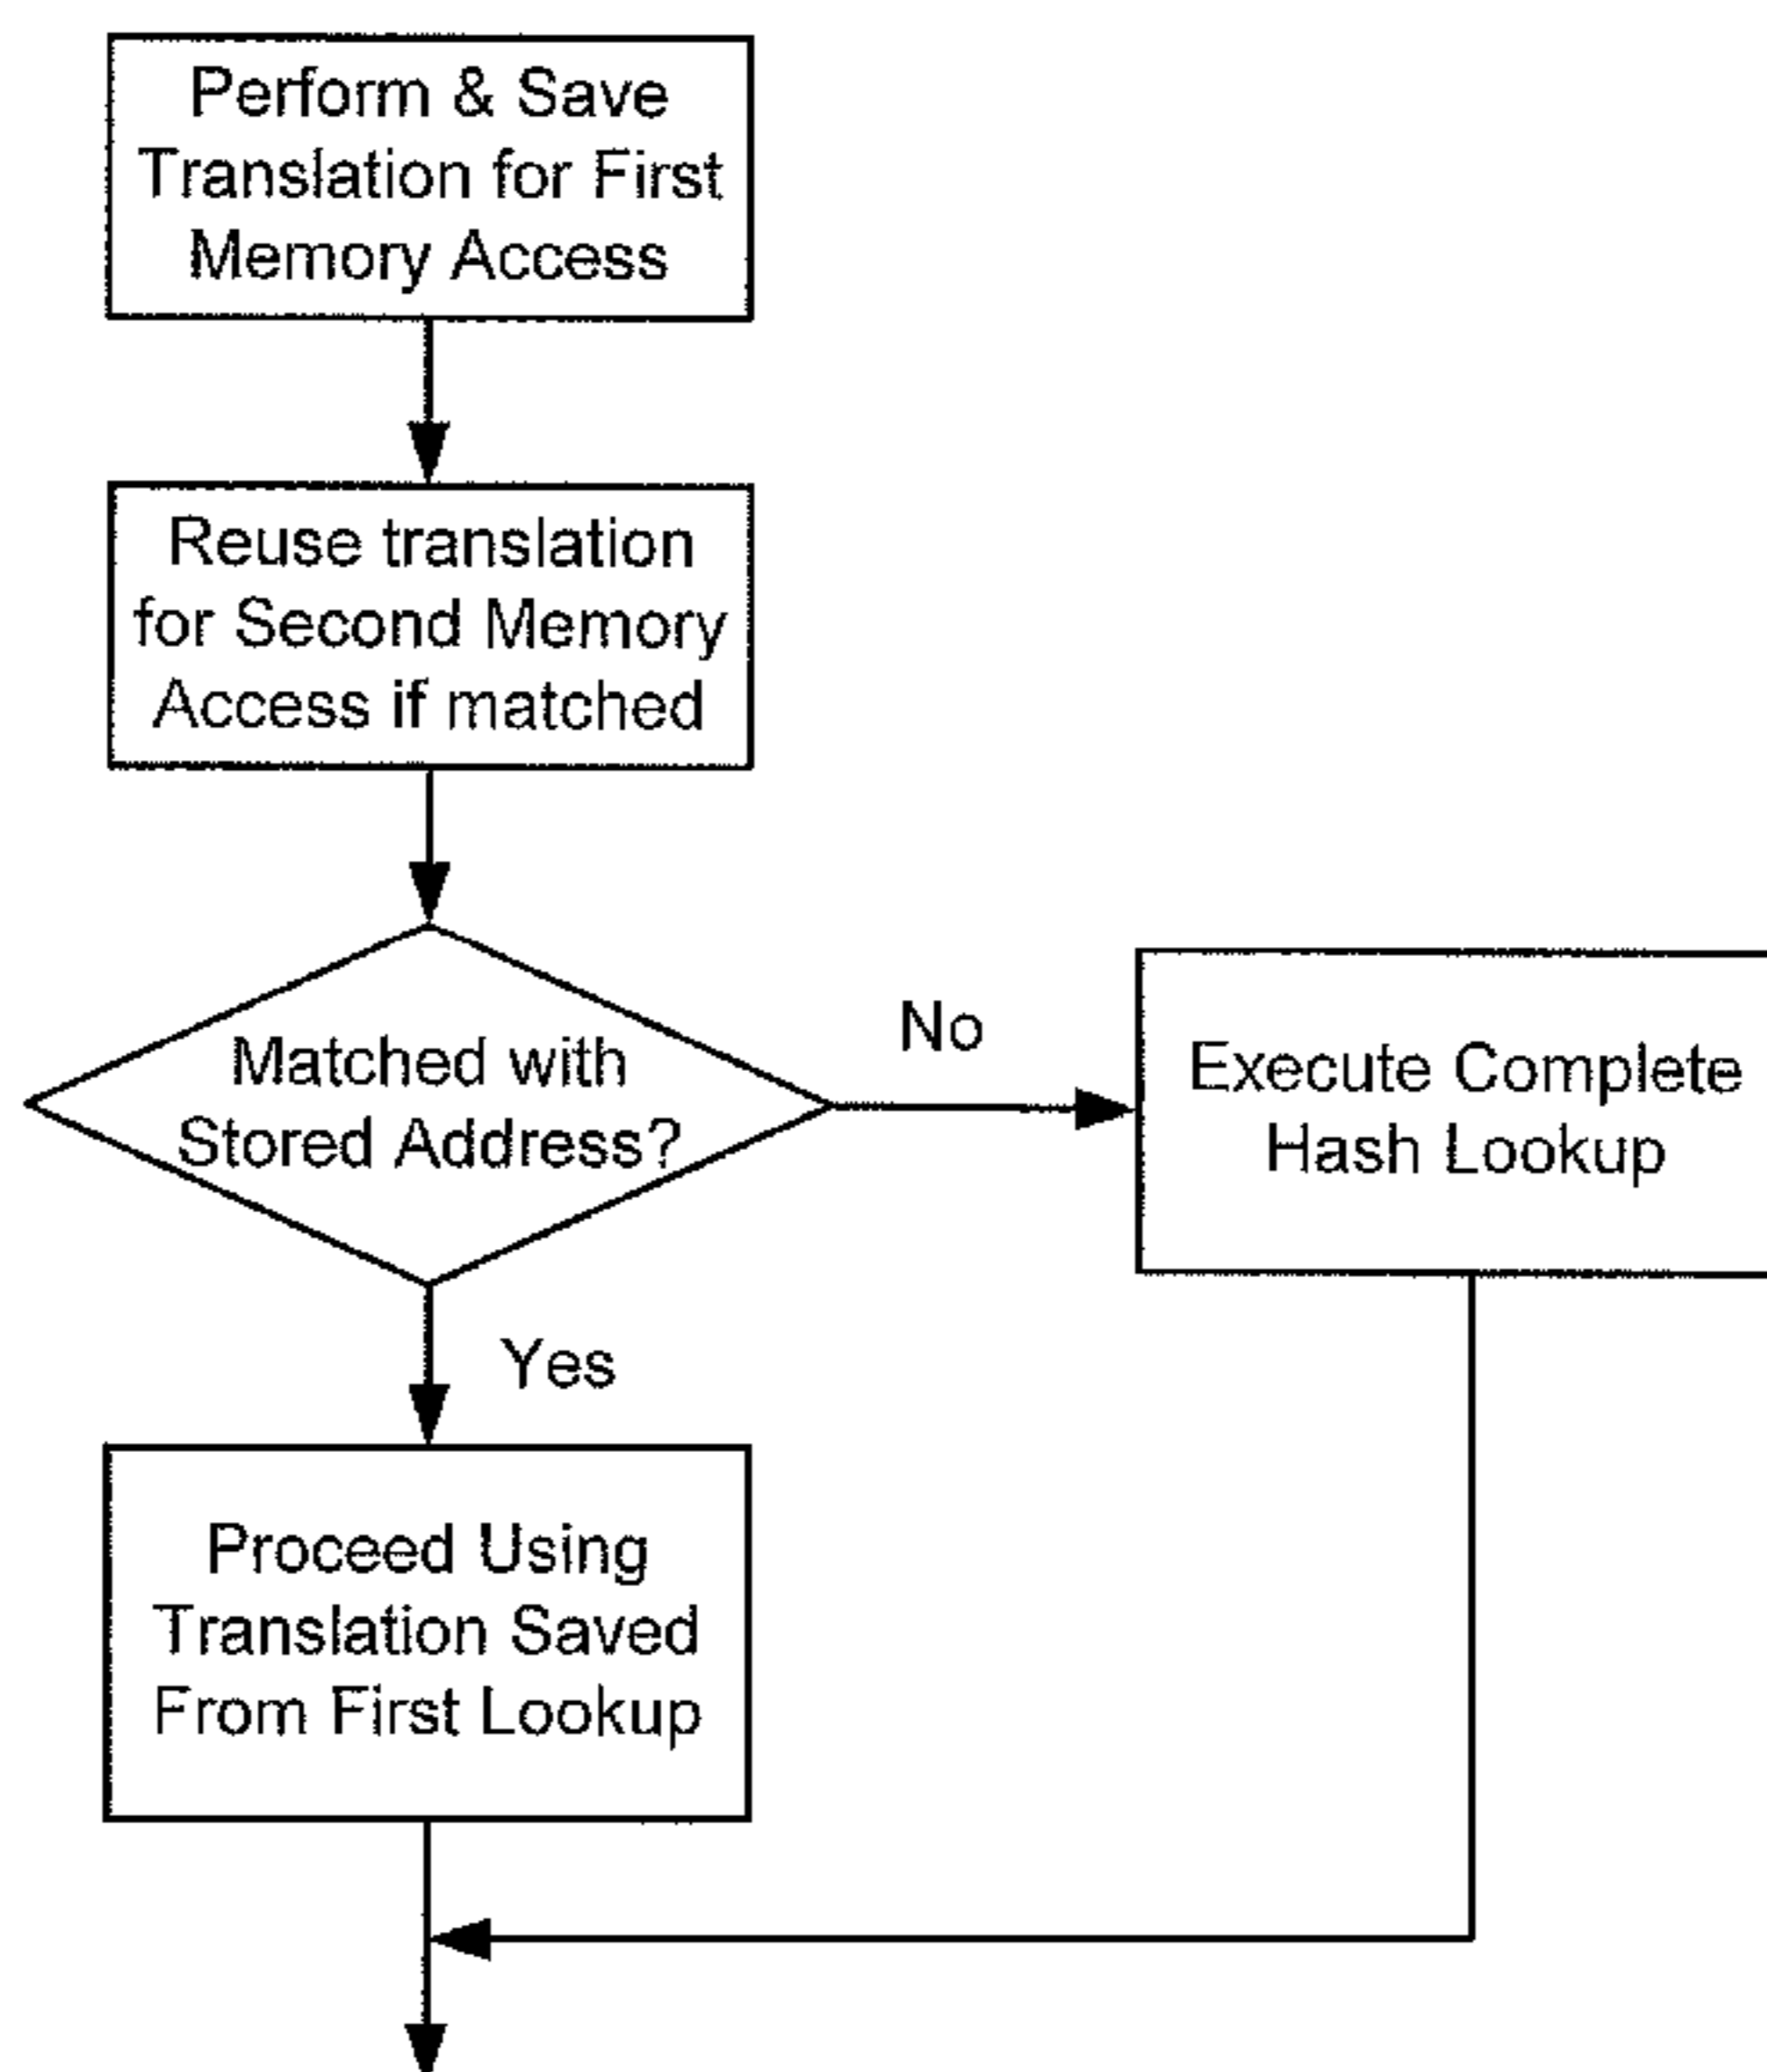 Perform & Save
Translation for First
Memory Access
Reuse translation
for Second Memory
Access if matched
Matched with
Stored Address?
No
Execute Complete
Hash Lookup
Yes
Proceed Using
Translation Saved
From First Lookup